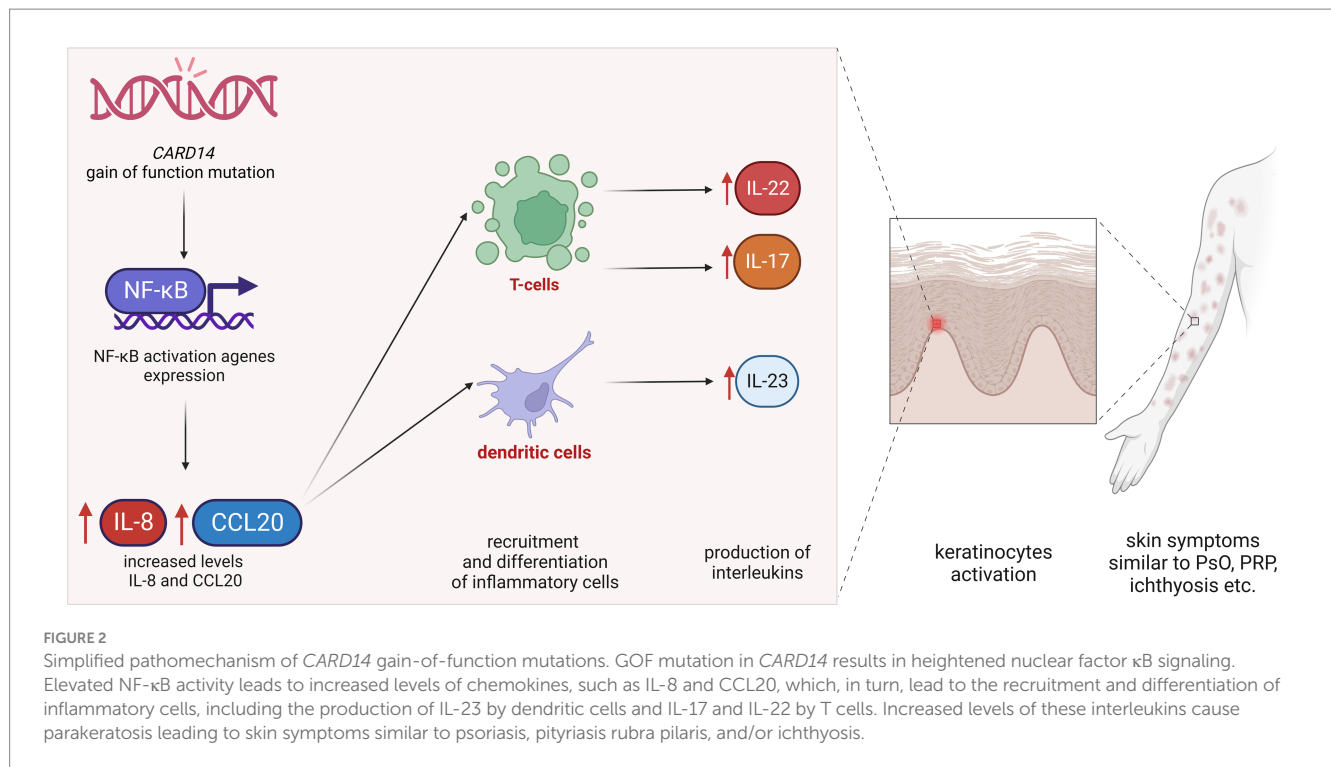 CARD14
gain of function mutation
NF-κB
NF-κB activation agenes
expression
IL-8
CCL20
increased levels
IL-8 and CCL20
T-cells
dendritic cells
recruitment
and differentiation
of inflammatory cells
IL-22
IL-17
IL-23
production of
interleukins
keratinocytes
activation
skin symptoms
similar to PsO, PRP,
ichthyosis etc.
FIGURE 2
Simplified pathomechanism of CARD14 gain-of-function mutations. GOF mutation in CARD14 results in heightened nuclear factor κB signaling.
Elevated NF-κB activity leads to increased levels of chemokines, such as IL-8 and CCL20, which, in turn, lead to the recruitment and differentiation of
inflammatory cells, including the production of IL-23 by dendritic cells and IL-17 and IL-22 by T cells. Increased levels of these interleukins cause
parakeratosis leading to skin symptoms similar to psoriasis, pityriasis rubra pilaris, and/or ichthyosis.